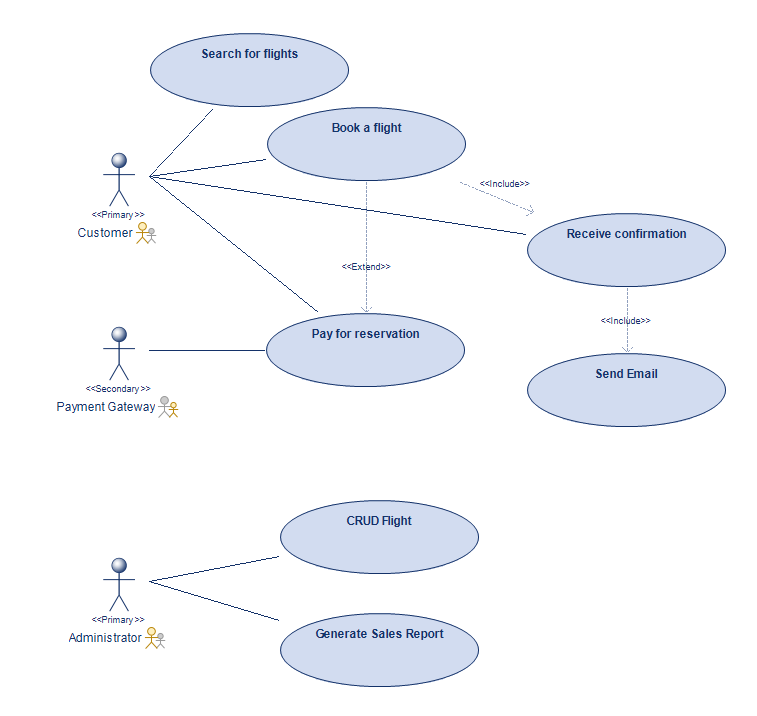 Search for flights
Book a flight
<<Include>>
<<Primary>>
Customer
Receive confirmation
<<Extend>>
<<Include>>
Pay for reservation
Send Email
<<Secondary>>
Payment Gateway
CRUD Flight
<<Primary>>
Administrator
Generate Sales Report